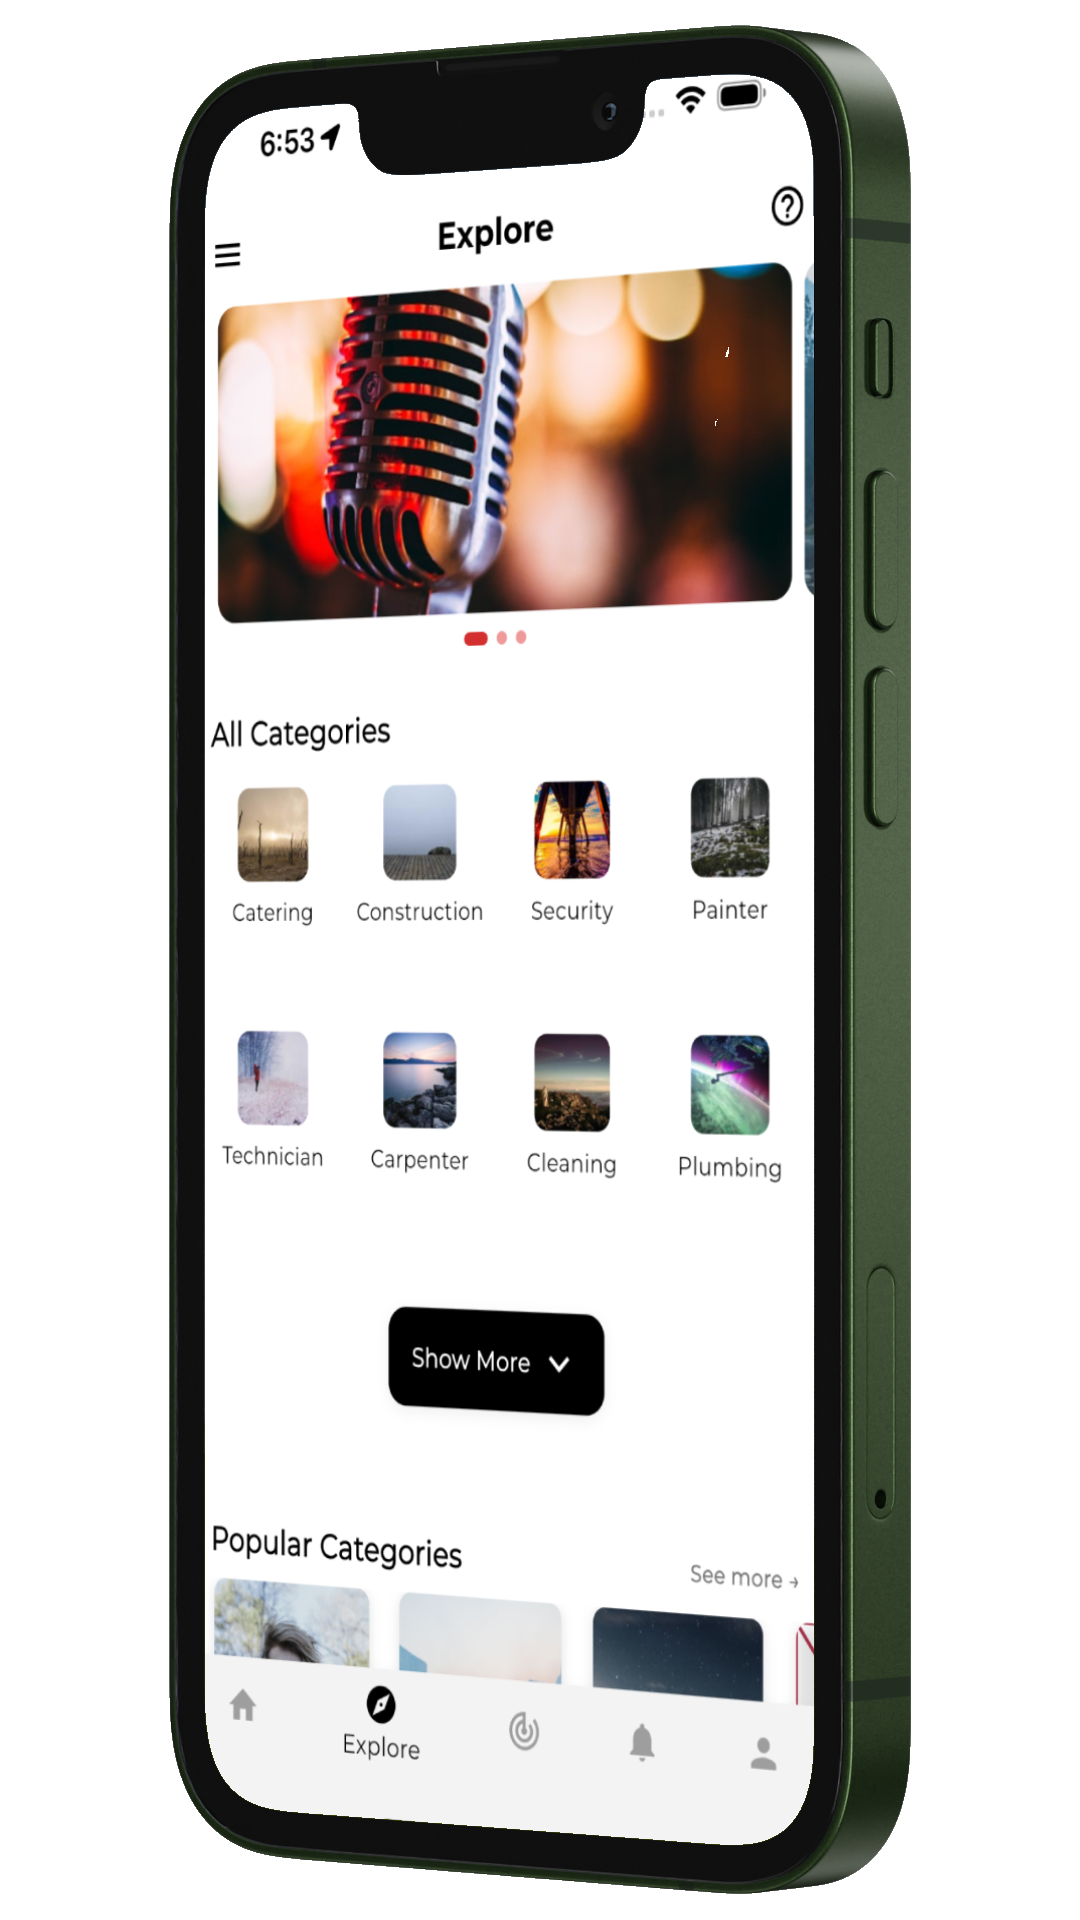 6:53
Explore
All Categories
Catering Construction Security Painter
Technician Carpenter Cleaning Plumbing
Show More
Popular Categories
See more →
Explore